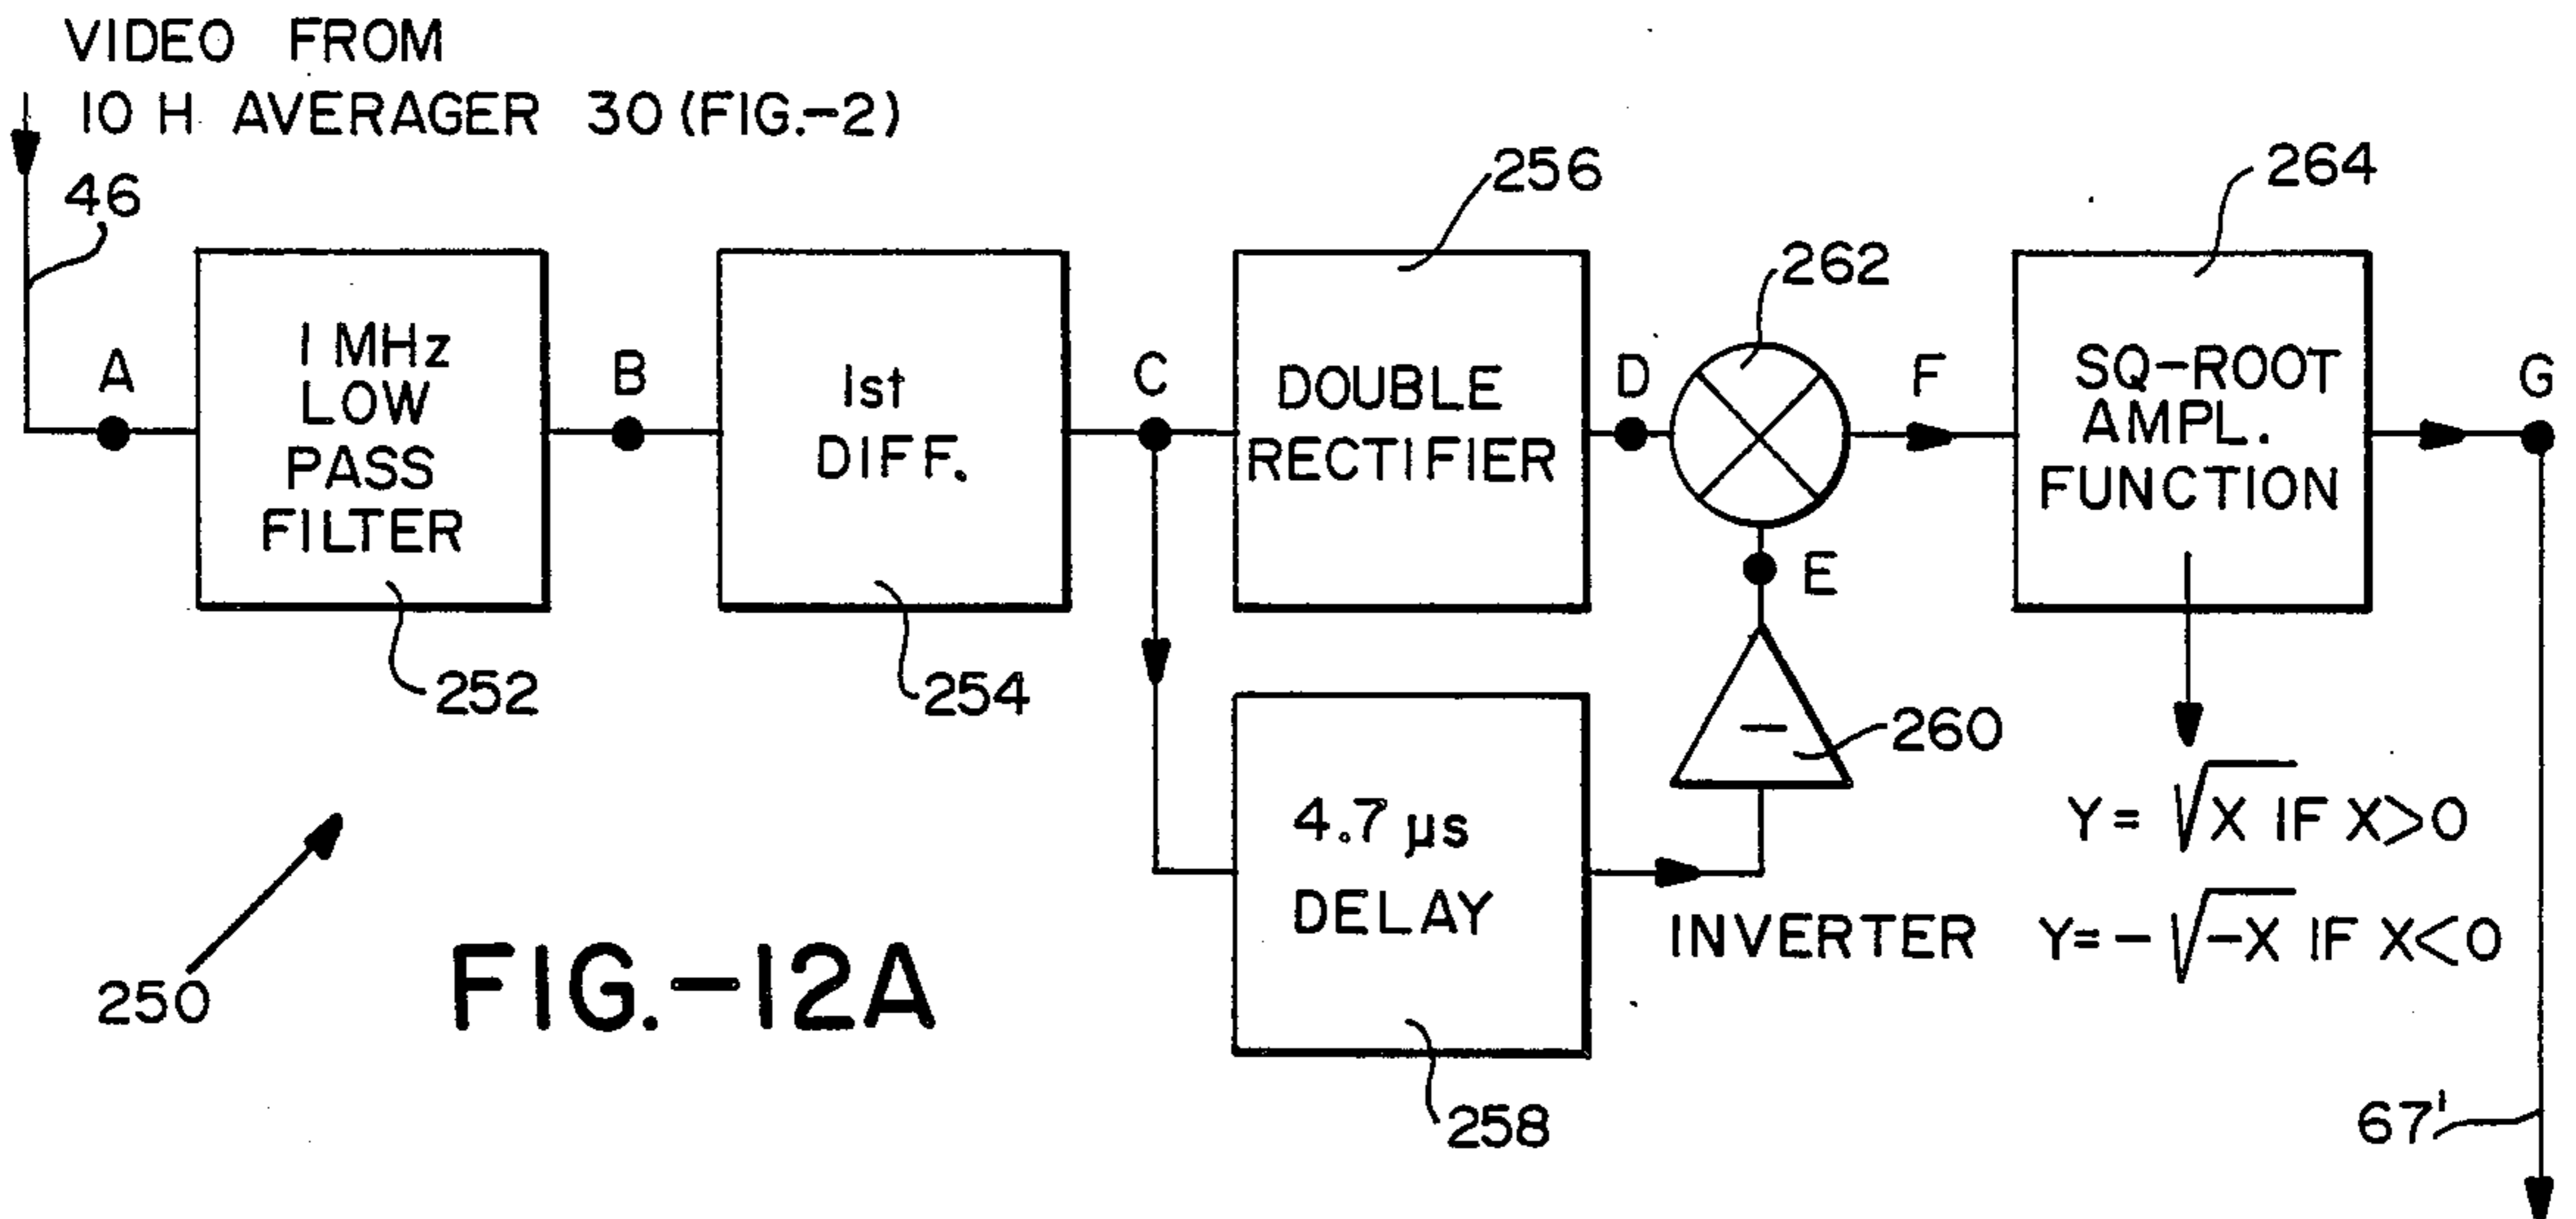 VIDEO FROM
10 H AVERAGER 30 (FIG.-2)
46
256
264
262
A
1 MHz
LOW
PASS
FILTER
B
1st
DIFF.
C
DOUBLE
RECTIFIER
D
F
SQ-ROOT
AMPL.
FUNCTION
G
E
252
254
260
4.7 µs
DELAY
INVERTER
Y= √X IF X>0
Y=-√-X IF X<0
250
FIG.-12A
258
67'